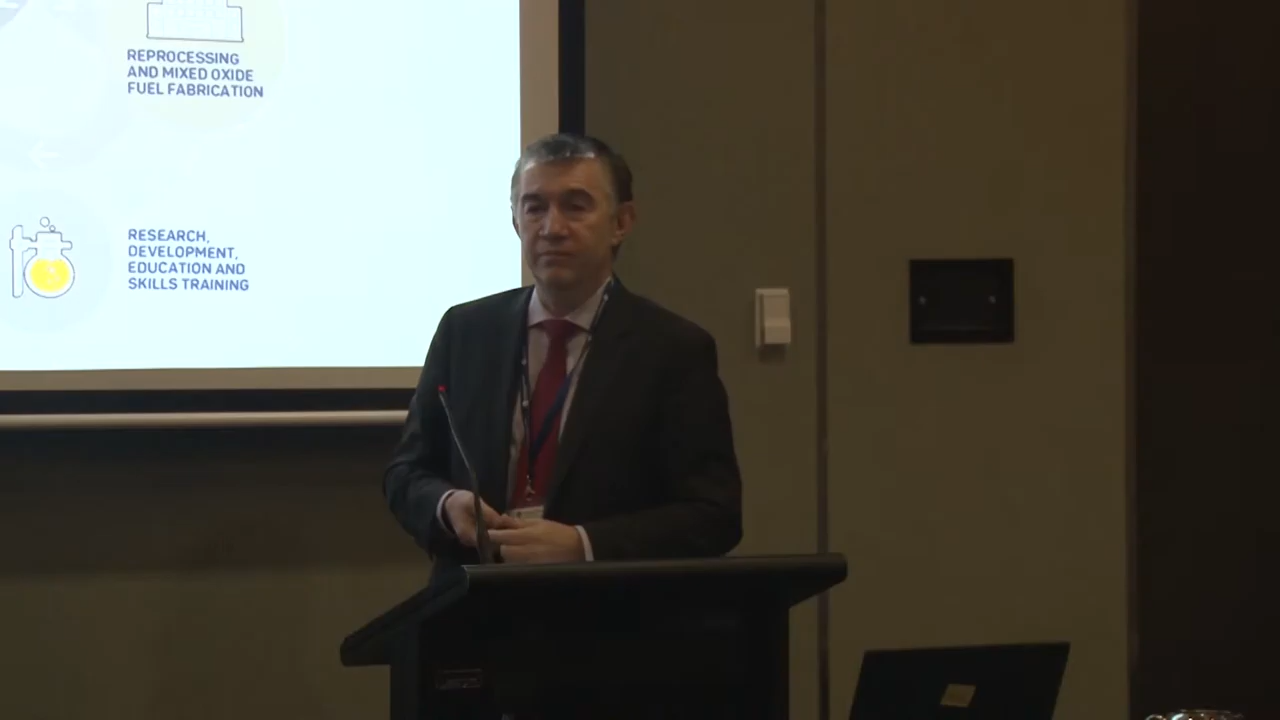 REPROCESSING
AND MIXED OXIDE
FUEL FABRICATION
RESEARCH,
DEVELOPMENT,
EDUCATION AND
SKILLS TRAINING